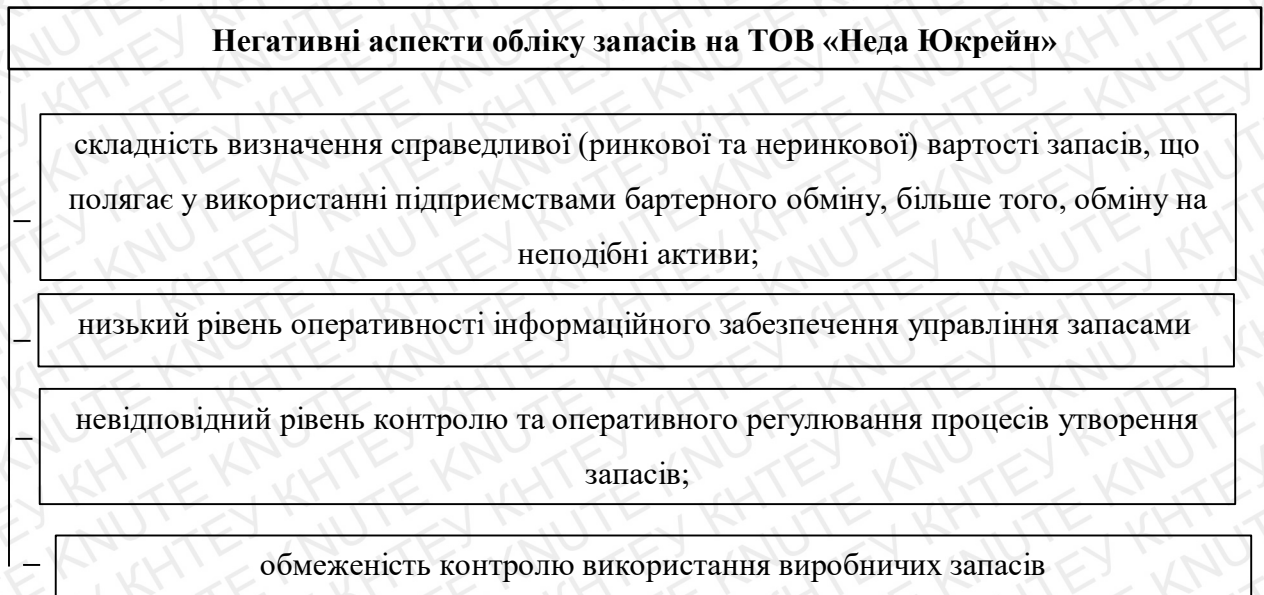 Негативні аспекти обліку запасів на ТОВ «Неда Юкрейн»
складність визначення справедливої (ринкової та неринкової) вартості запасів, що
полягає у використанні підприємствами бартерного обміну, більше того, обміну на
неподібні активи;
низький рівень оперативності інформаційного забезпечення управління запасами
невідповідний рівень контролю та оперативного регулювання процесів утворення
запасів;
обмеженість контролю використання виробничих запасів